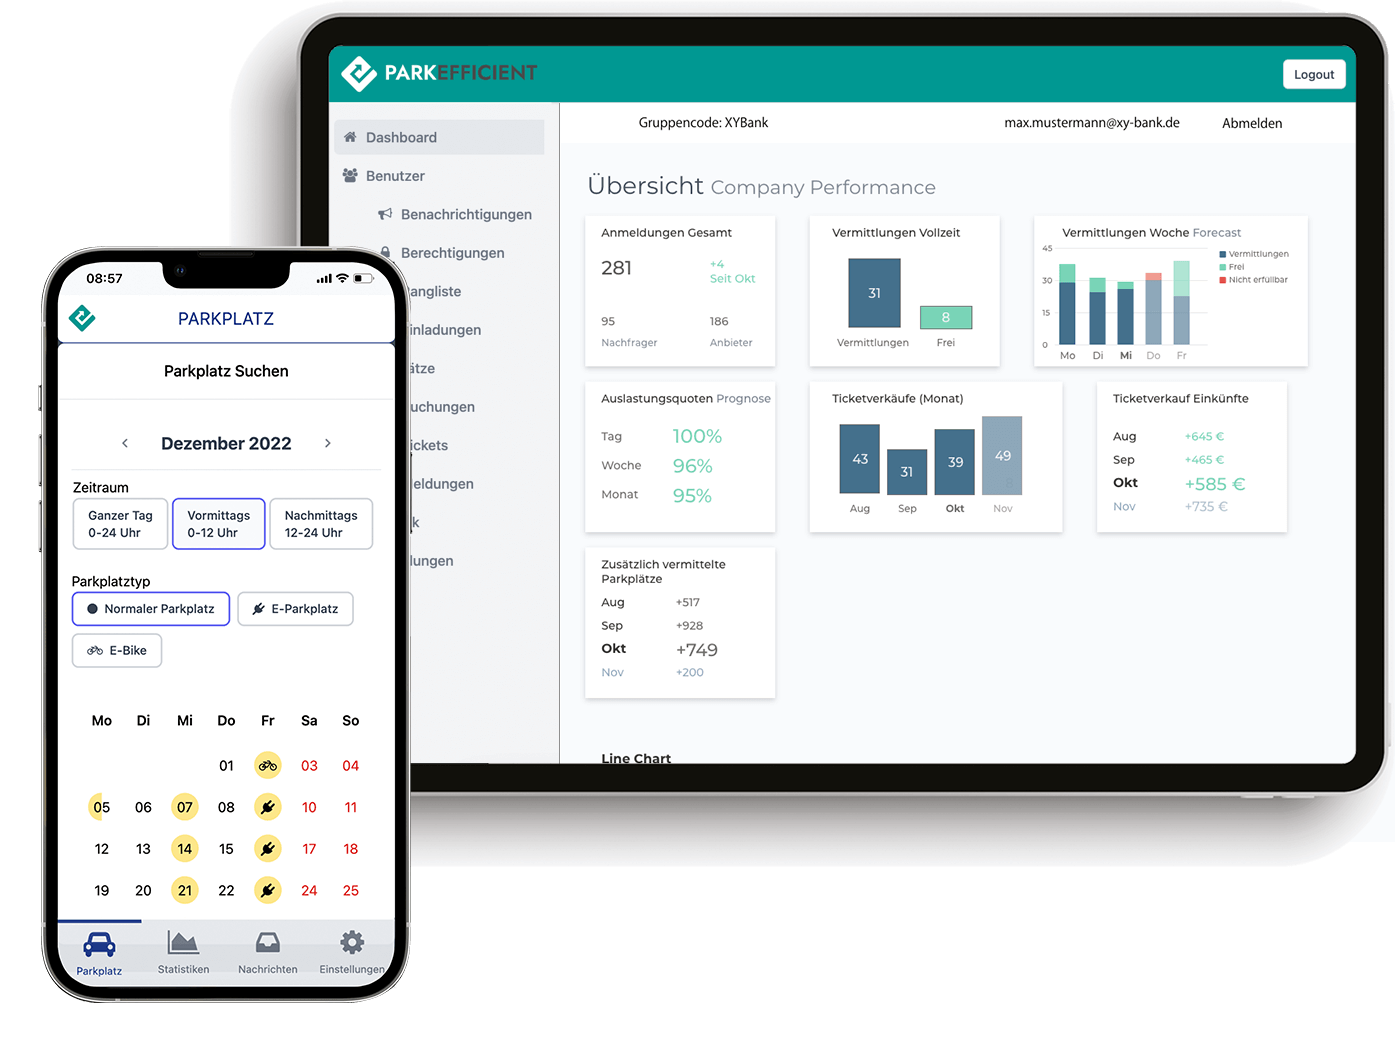 PARKEFFICIENT
Logout
Gruppencode: XYBank
max.mustermann@xy-bank.de
Abmelden
Dashboard
Benutzer
Benachrichtigungen
Berechtigungen
angliste
inladungen
ätze
uchungen
ickets
eldungen
k
lungen
Übersicht Company Performance
Anmeldungen Gesamt
281
+4
Seit Okt
95
186
Nachfrager
Anbieter
Vermittlungen Vollzeit
31
8
Vermittlungen
Frei
Vermittlungen Woche Forecast
45
30
15
0
Mo Di Mi Do Fr
Vermittlungen
Frei
Nicht erfüllbar
Auslastungsquoten Prognose
Tag 100%
Woche 96%
Monat 95%
Ticketverkäufe (Monat)
43 31 39 49
8
Aug Sep Okt Nov
Ticketverkauf Einkünfte
Aug +645 €
Sep +465 €
Okt +585 €
Nov +735 €
Zusätzlich vermittelte
Parkplätze
Aug +517
Sep +928
Okt +749
Nov +200
Line Chart
08:57
PARKPLATZ
Parkplatz Suchen
‹ Dezember 2022 ›
Zeitraum
Ganzer Tag
0-24 Uhr
Vormittags
0-12 Uhr
Nachmittags
12-24 Uhr
Parkplatztyp
Normaler Parkplatz
E-Parkplatz
E-Bike
Mo Di Mi Do Fr Sa So
01 03 04
05 06 07 08 10 11
12 13 14 15 17 18
19 20 21 22 24 25
Parkplatz
Statistiken
Nachrichten
Einstellungen